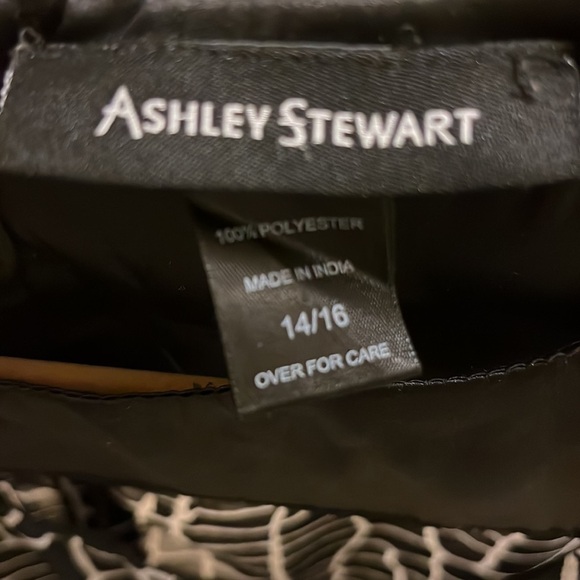 ASHLEY STEWART
100% POLYESTER
MADE IN INDIA
14/16
OVER FOR CARE